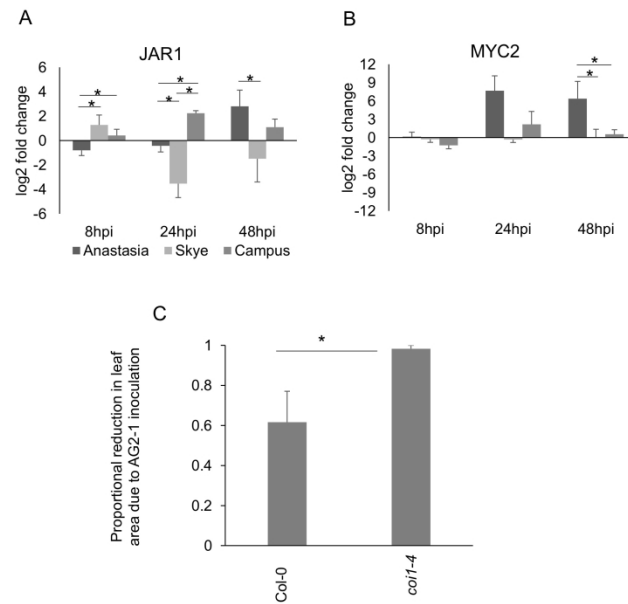 A
JAR1
log2 fold change
6
4
2
0
-2
-4
-6
*
*
*
*
*
*
8hpi 24hpi 48hpi
Anastasia Skye Campus
B
MYC2
log2 fold change
12
9
6
3
0
-3
-6
-9
-12
*
*
8hpi 24hpi 48hpi
C
Proportional reduction in leaf
area due to AG2-1 inoculation
1
0.8
0.6
0.4
0.2
0
*
Col-0
coi1-4